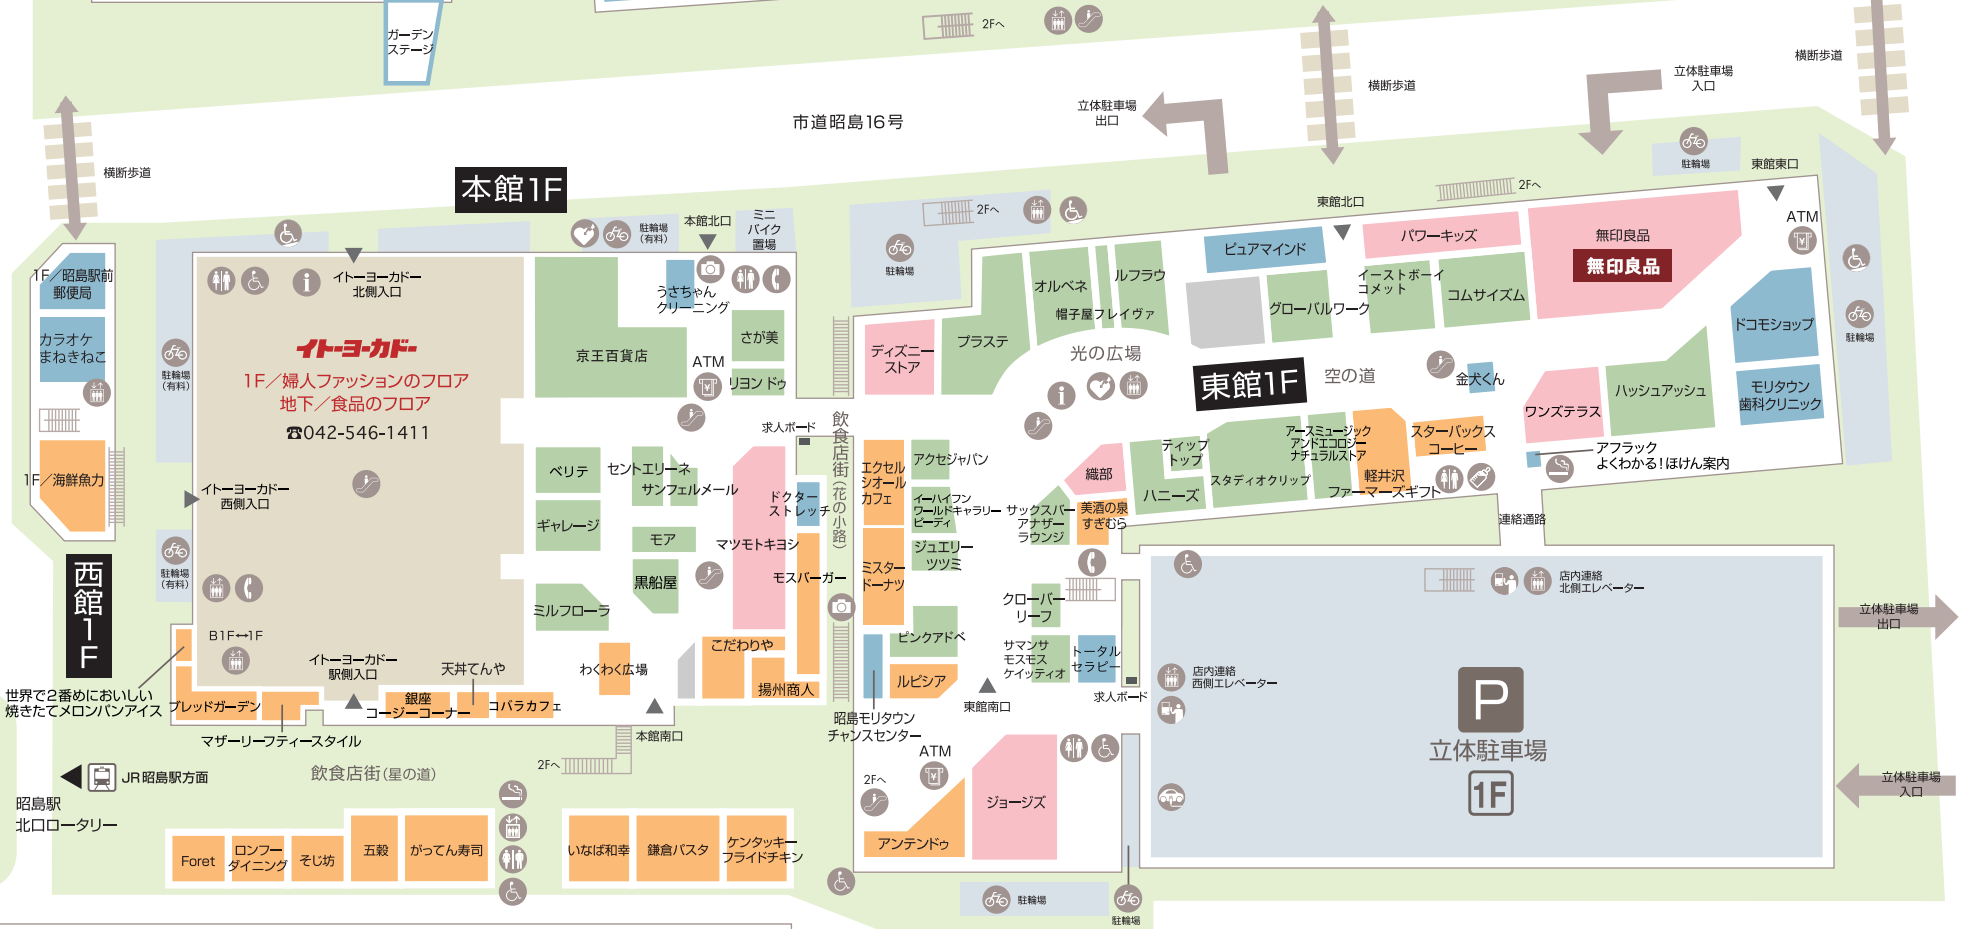 ガーデン
ステージ
2Fへ
横断歩道
横断歩道
立体駐車場
入口
立体駐車場
出口
市道昭島16号
横断歩道
本館1F
駐輪場
東館東口
2Fへ
東館北口
2Fへ
ATM
本館北口
ミニ
バイク
置場
駐輪場
(有料)
駐輪場
パワーキッズ
無印良品
無印良品
ピュアマインド
イトーヨーカドー
北側入口
1F/昭島駅前
郵便局
カラオケ
まねきねこ
1F/海鮮魚力
駐輪場
(有料)
イトーヨーカドー
1F/婦人ファッションのフロア
地下/食品のフロア
☎042-546-1411
うさちゃん
クリーニング
京王百貨店
さが美
ATM
リヨン ドゥ
ディズニー
ストア
プラステ
オルベネ
ルフラウ
帽子屋フレイヴァ
光の広場
グローバルワーク
イーストボーイ
コメット
コムサイズム
ドコモショップ
駐輪場
東館1F
空の道
金犬くん
ワンズテラス
ハッシュアッシュ
モリタウン
歯科クリニック
アフラック
よくわかる!ほけん案内
求人ボード
飲食店街(花の小路)
イトーヨーカドー
西側入口
ベリテ
セントエリーネ
サンフェルメール
ギャレージ
モア
マツモトキヨシ
ドクター
ストレッチ
モスバーガー
黒船屋
ミルフローラ
エクセル
シオール
カフェ
アクセジャパン
イーハイフン
ワールドギャラリー
ビーディ
ジュエリー
ツツミ
ミスター
ドーナツ
サックスバー
アナザー
ラウンジ
織部
美酒の泉
すぎむら
ハニーズ
ティップ
トップ
スタディオクリップ
アースミュージック
アンドエコロジー
ナチュラルストア
軽井沢
ファーマーズギフト
スターバックス
コーヒー
連絡通路
西館1F
駐輪場
(有料)
B1F↔1F
イトーヨーカドー
駅側入口
天丼てんや
わくわく広場
こだわりや
揚州商人
ピンクアドベ
ルピシア
クローバー
リーフ
サマンサ
モスモス
ケイッティオ
トータル
セラピー
求人ボード
東館南口
店内連絡
北側エレベーター
店内連絡
西側エレベーター
立体駐車場
出口
世界で2番めにおいしい
焼きたてメロンパンアイス
ブレッドガーデン
マザーリーフティースタイル
銀座
コージーコーナー
コバラカフェ
本館南口
2Fへ
昭島モリタウン
チャンスセンター
ATM
2Fへ
アンテンドゥ
ジョージズ
P
立体駐車場
1F
立体駐車場
入口
JR昭島駅方面
昭島駅
北口ロータリー
飲食店街(星の道)
Foret
ロンフー
ダイニング
そじ坊
五穀
がってん寿司
いなば和幸
鎌倉パスタ
ケンタッキー
フライドチキン
駐輪場
駐輪場